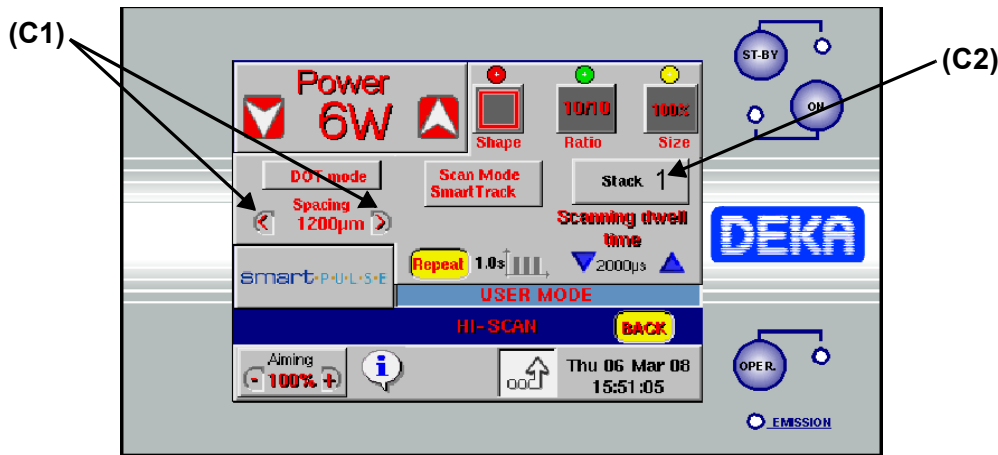 (C1)
(C2)
ST-BY
ON
Power
6W
10/10
100%
Shape
Ratio
Size
DOT mode
Scan Mode
SmartTrack
Stack 1
Spacing
1200µm
Scanning dwell
time
2000µs
DEKA
smart·P·U·L·S·E
Repeat 1.0s
USER MODE
HI-SCAN
BACK
Aiming
- 100% +
i
Thu 06 Mar 08
15:51:05
OPER.
EMISSION